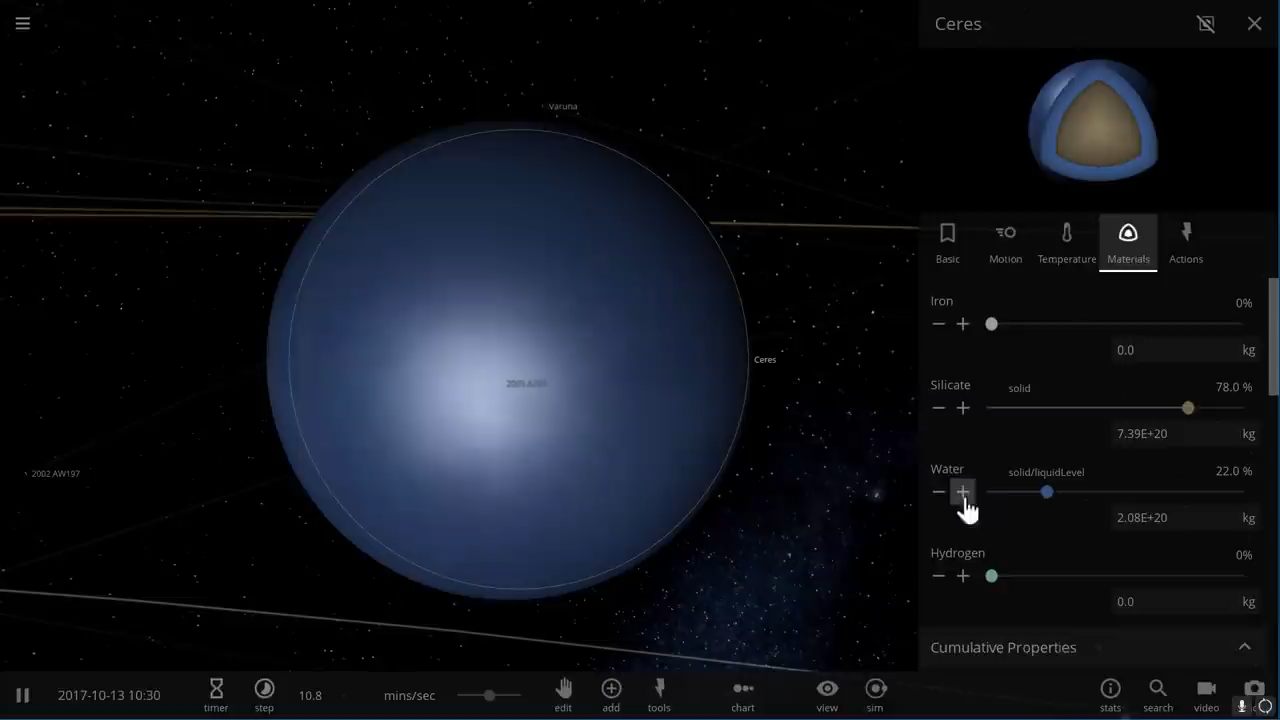 Ceres
Varuna
Ceres
2002 AW197
Basic
Motion
Temperature
Materials
Actions
Iron
0%
0.0 kg
Silicate
solid
78.0 %
7.39E+20 kg
Water
solid/liquidLevel
22.0 %
2.08E+20 kg
Hydrogen
0%
0.0 kg
Cumulative Properties
2017-10-13 10:30
timer
step
10.8
mins/sec
edit
add
tools
chart
view
sim
stats
search
video